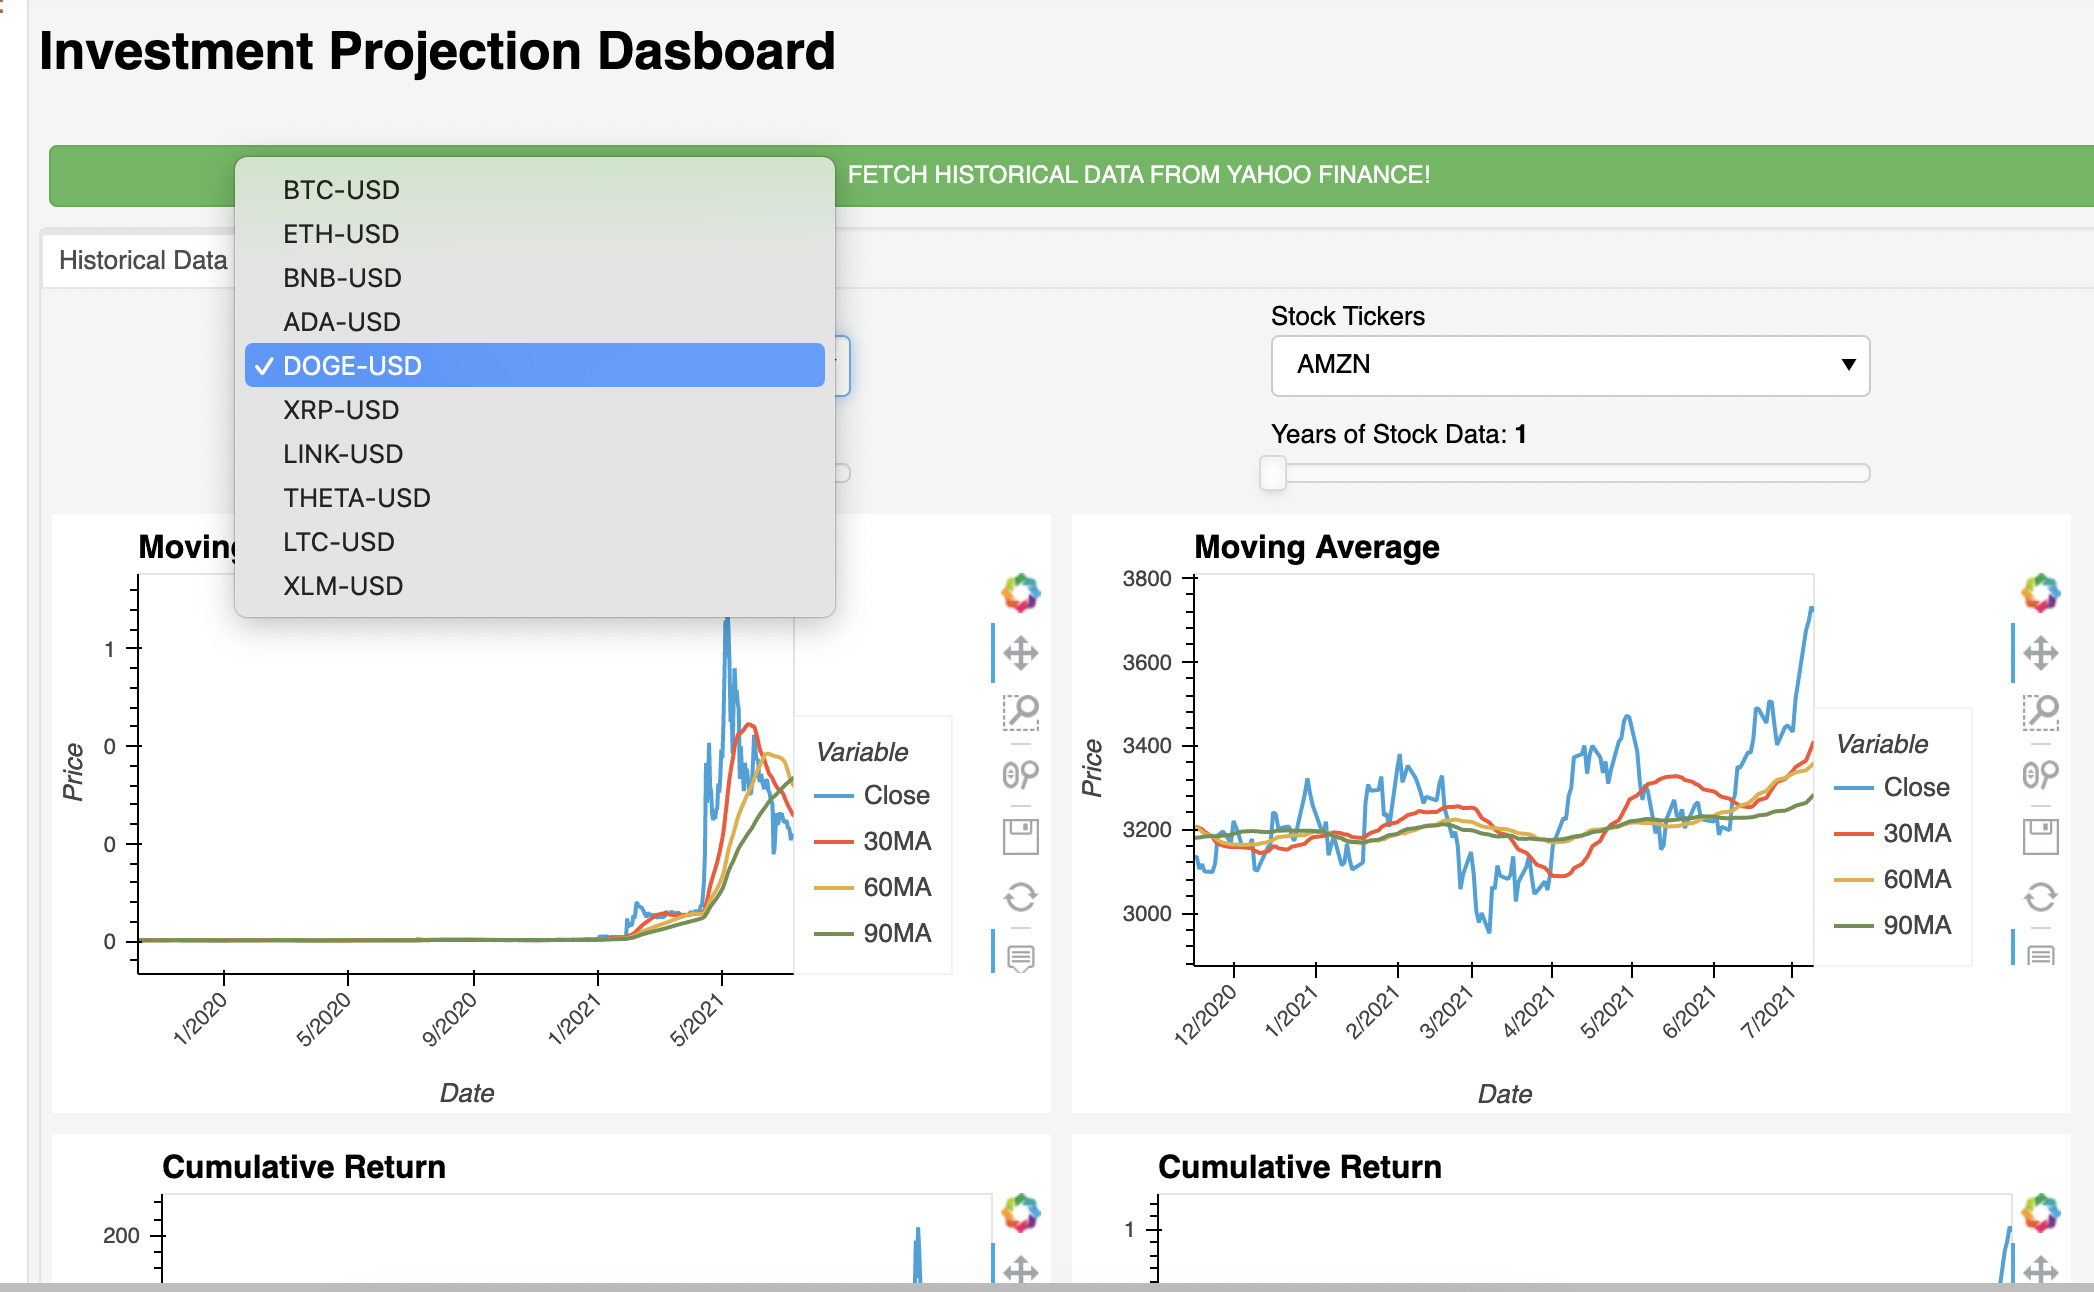 Investment Projection Dasboard
FETCH HISTORICAL DATA FROM YAHOO FINANCE!
Historical Data
BTC-USD
ETH-USD
BNB-USD
ADA-USD
✓ DOGE-USD
XRP-USD
LINK-USD
THETA-USD
LTC-USD
XLM-USD
Stock Tickers
AMZN
Years of Stock Data: 1
Moving
1
0
0
0
Price
1/2020
5/2020
9/2020
1/2021
5/2021
Date
Variable
Close
30MA
60MA
90MA
Moving Average
3800
3600
3400
3200
3000
Price
12/2020
1/2021
2/2021
3/2021
4/2021
5/2021
6/2021
7/2021
Date
Variable
Close
30MA
60MA
90MA
Cumulative Return
200
Cumulative Return
1